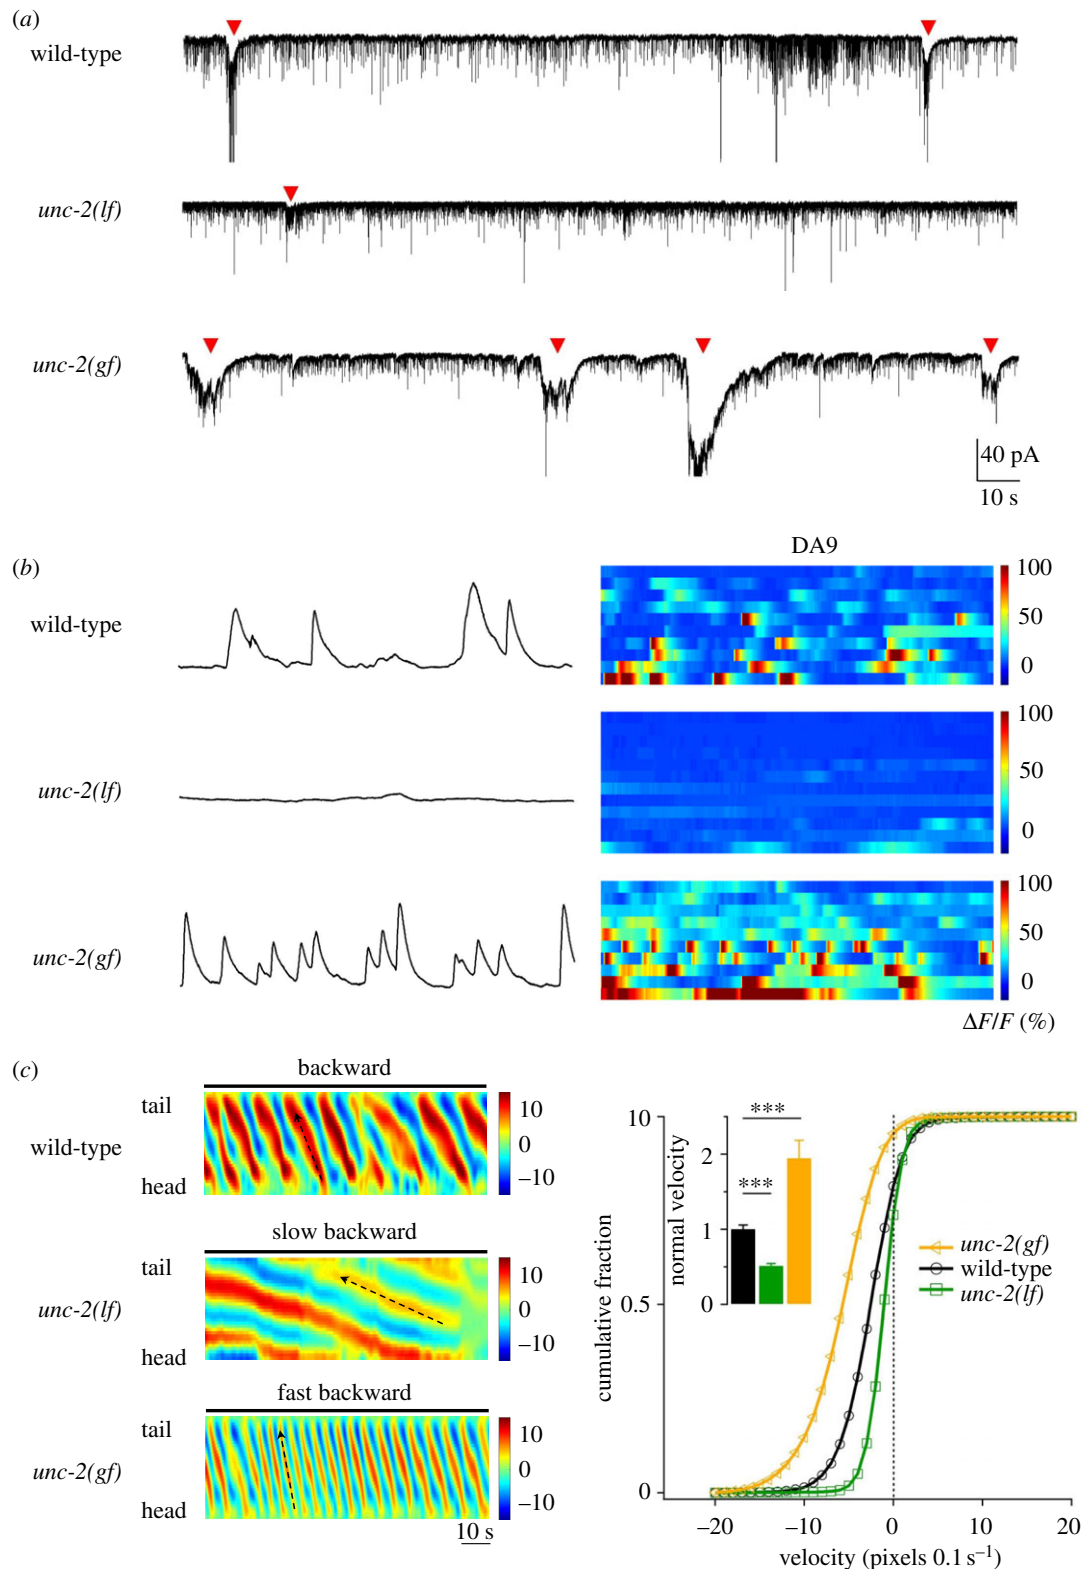 (a)
wild-type
unc-2(lf)
unc-2(gf)
40 pA
10 s
(b)
DA9
wild-type
100
50
0
unc-2(lf)
100
50
0
unc-2(gf)
100
50
0
ΔF/F (%)
(c)
backward
tail
wild-type
head
10
0
–10
slow backward
tail
unc-2(lf)
head
10
0
–10
fast backward
tail
unc-2(gf)
head
10
0
–10
10 s
cumulative fraction
10
0.5
0
normal velocity
2
1
0
***
***
unc-2(gf)
wild-type
unc-2(lf)
–20
–10
0
10
20
velocity (pixels 0.1 s⁻¹)